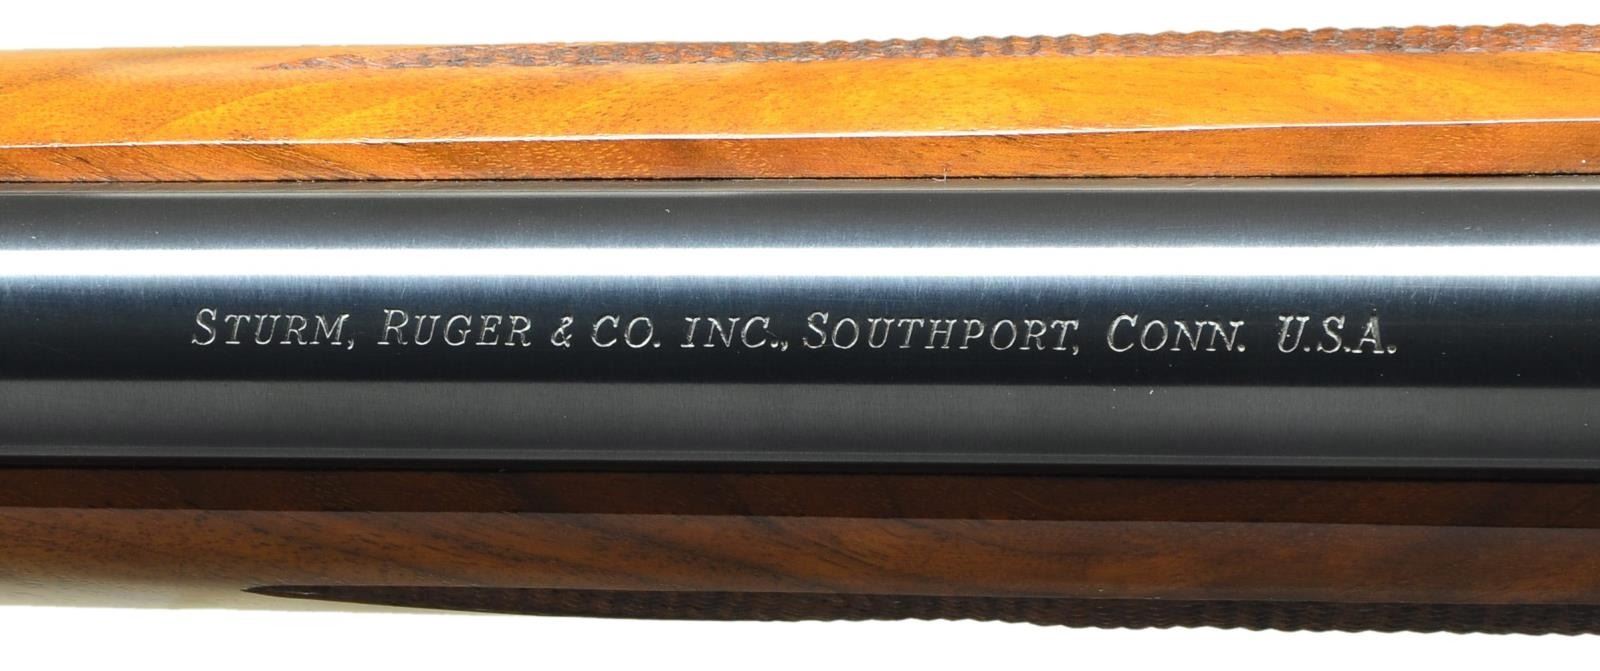 STURM, RUGER & CO. INC., SOUTHPORT, CONN. U.S.A.